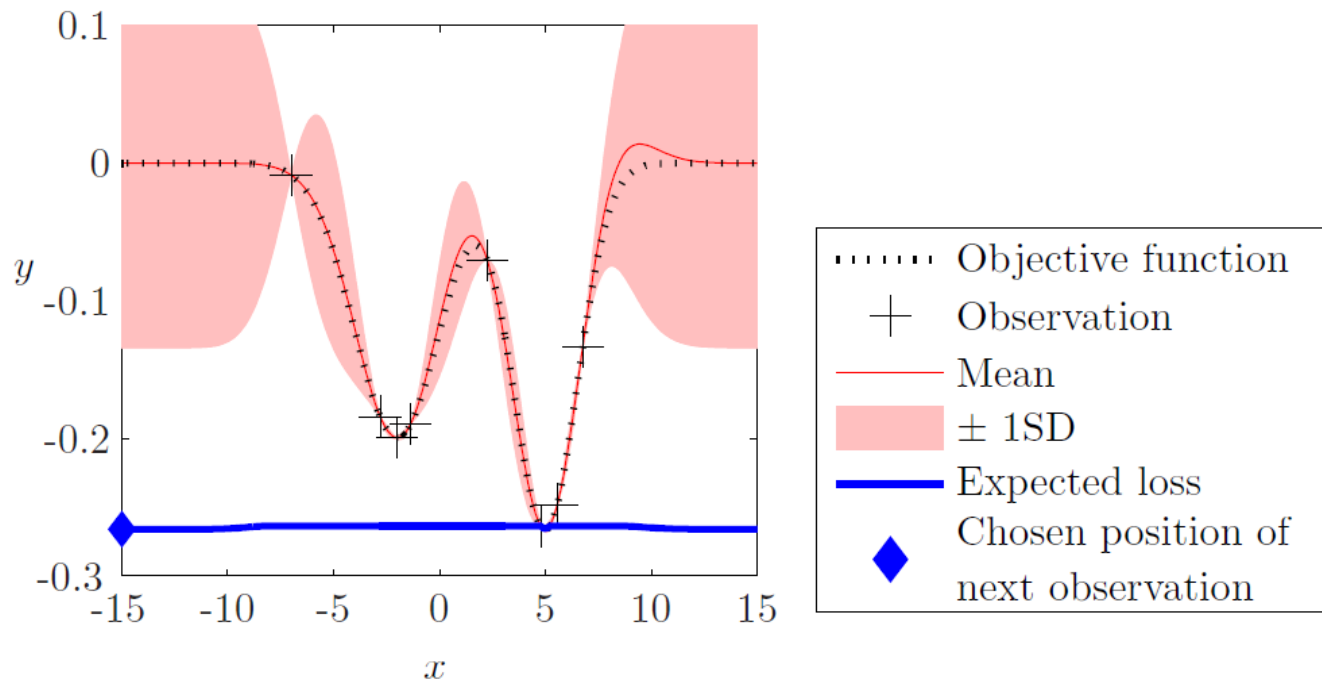 0.1
0
-0.1
-0.2
-0.3
y
-15
-10
-5
0
5
10
15
x
Objective function
Observation
Mean
± 1SD
Expected loss
Chosen position of
next observation